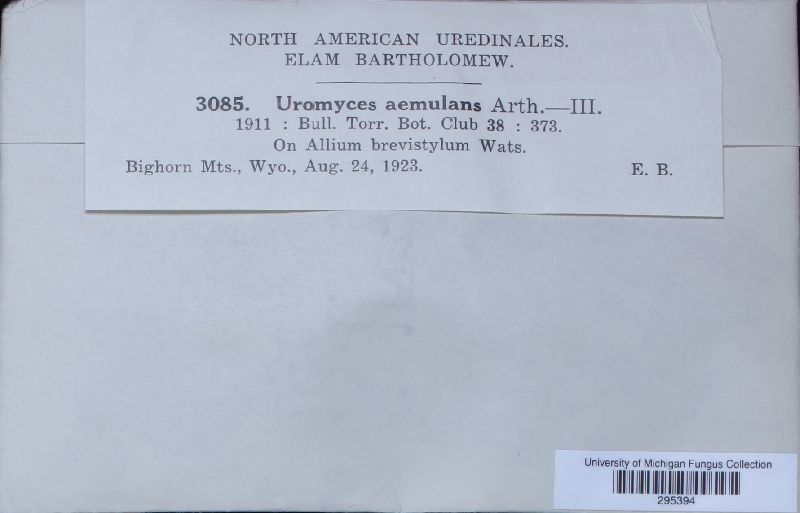 NORTH AMERICAN UREDINALES.
ELAM BARTHOLOMEW.
3085. Uromyces aemulans Arth.—III.
1911 : Bull. Torr. Bot. Club 38 : 373.
On Allium brevistylum Wats.
Bighorn Mts., Wyo., Aug. 24, 1923. E. B.
University of Michigan Fungus Collection
295394